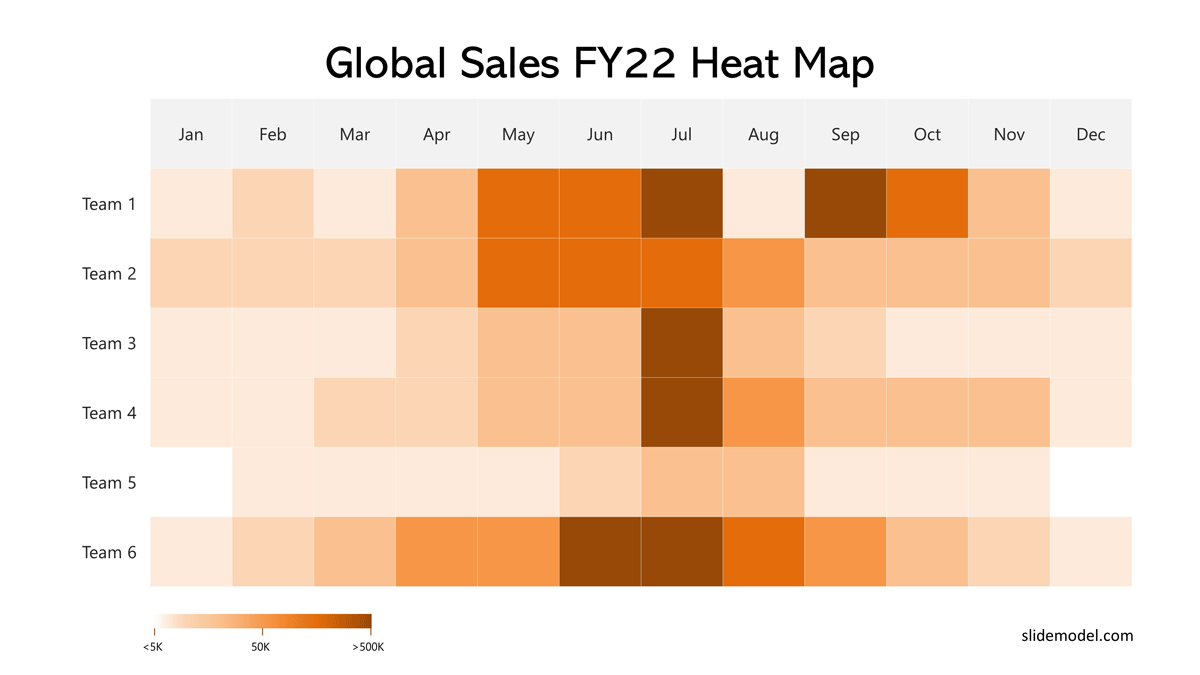 Global Sales FY22 Heat Map
Jan Feb Mar Apr May Jun Jul Aug Sep Oct Nov Dec
Team 1
Team 2
Team 3
Team 4
Team 5
Team 6
<5K 50K >500K
slidemodel.com